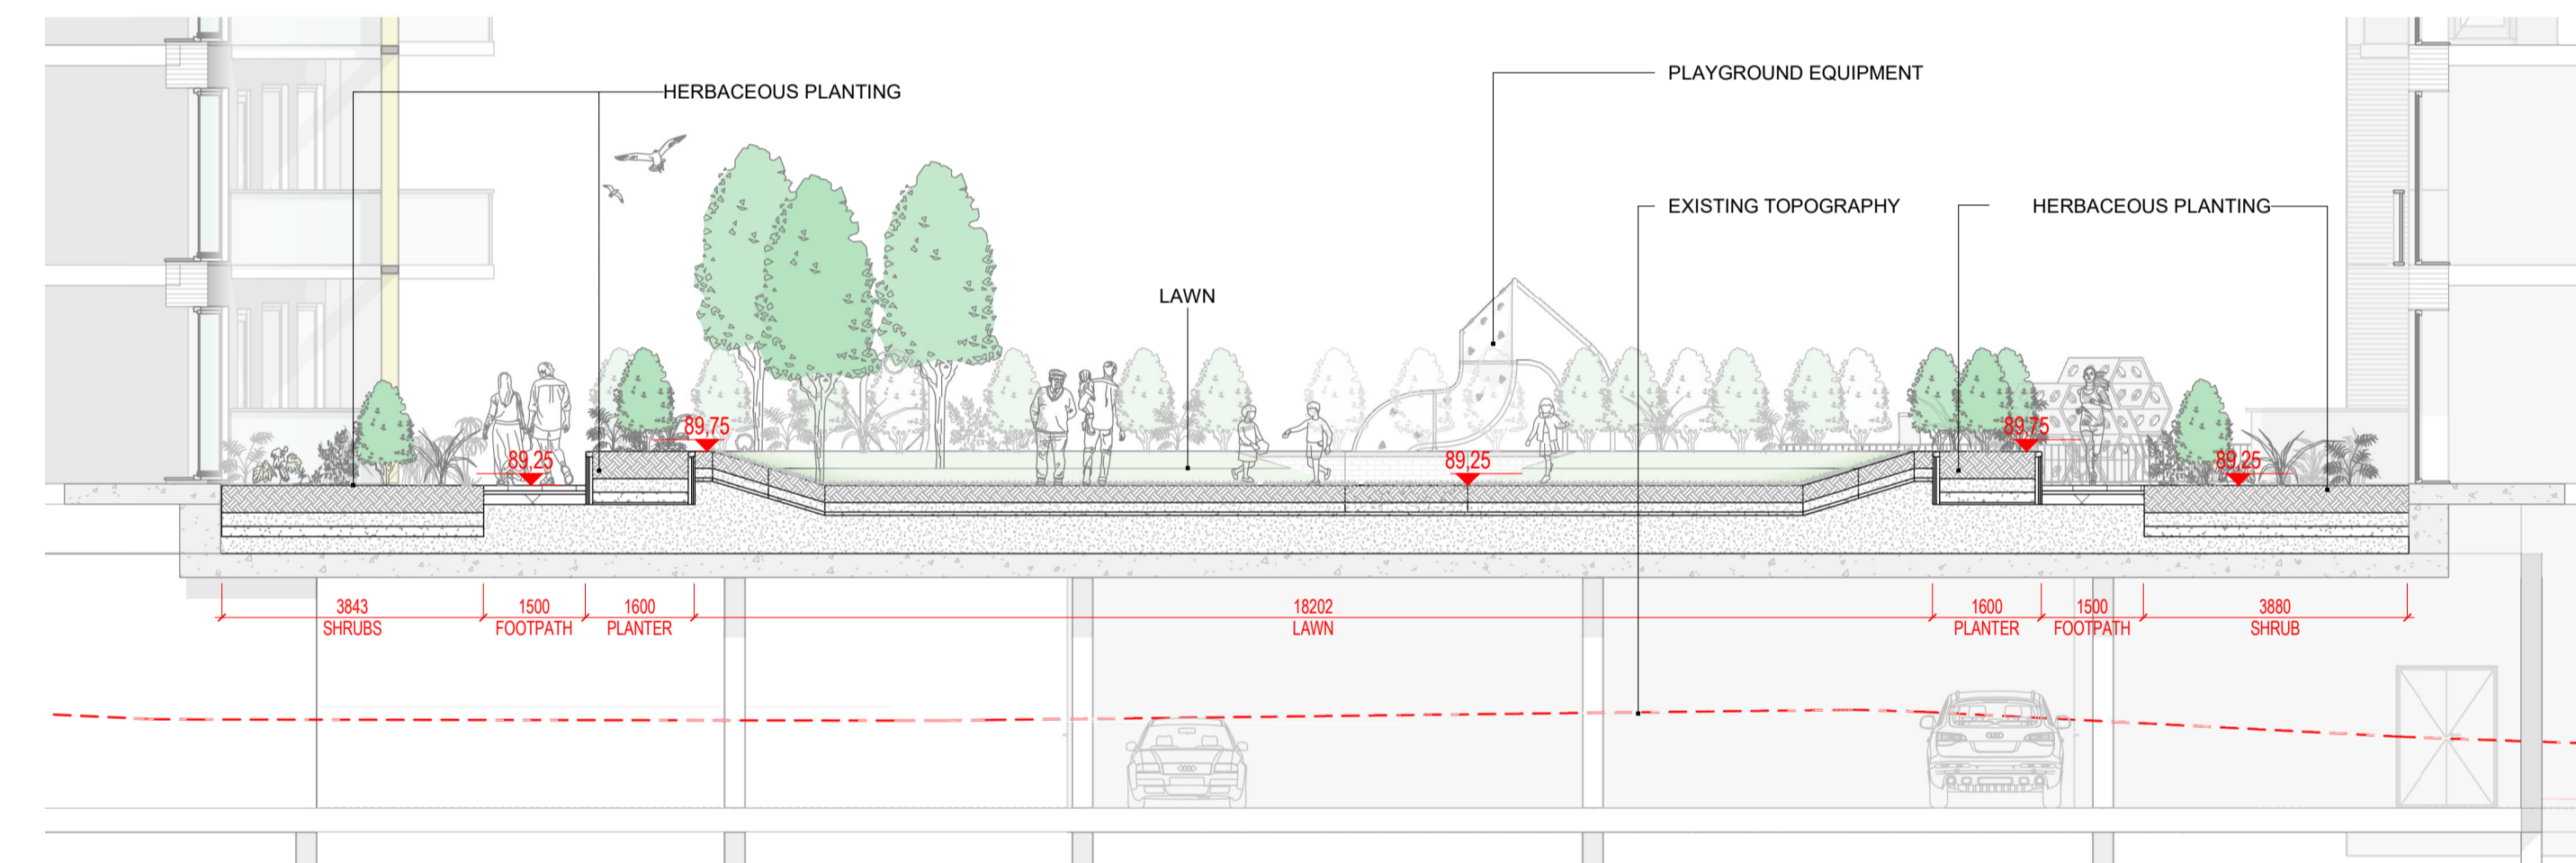 PLAYGROUND EQUIPMENT
HERBACEOUS PLANTING
EXISTING TOPOGRAPHY
HERBACEOUS PLANTING
LAWN
89,75
89,75
89,25
89,25
89,25
3843
1500
1600
18202
1600
1500
3880
SHRUBS
FOOTPATH
PLANTER
LAWN
PLANTER
FOOTPATH
SHRUB